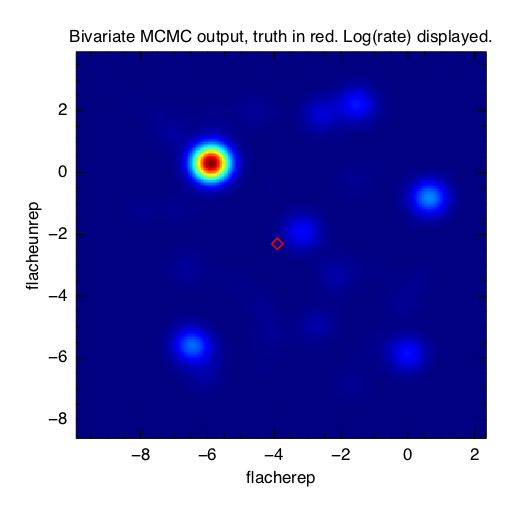 Bivariate MCMC output, truth in red. Log(rate) displayed.
2
0
−2
−4
−6
−8
flacheunrep
−8 −6 −4 −2 0 2
flacherep